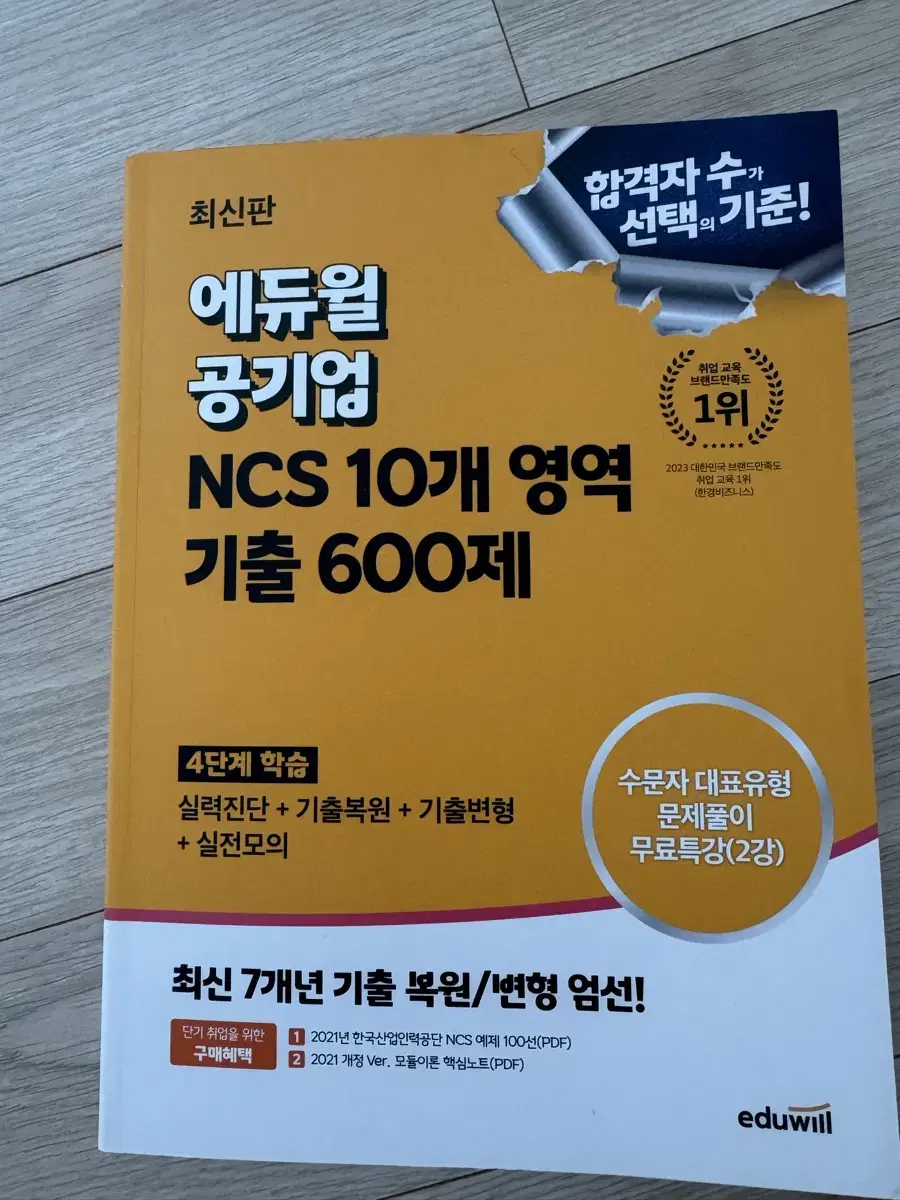 합격자 수가
선택의 기준!
최신판
에듀윌
공기업
NCS 10개 영역
기출 600제
취업 교육
브랜드만족도
1위
2023 대한민국 브랜드만족도
취업 교육 1위
(한경비즈니스)
4단계 학습
실력진단 + 기출복원 + 기출변형
+ 실전모의
수문자 대표유형
문제풀이
무료특강(2강)
최신 7개년 기출 복원/변형 엄선!
단기 취업을 위한
구매혜택
1 2021년 한국산업인력공단 NCS 예제 100선(PDF)
2 2021 개정 Ver. 모듈이론 핵심노트(PDF)
eduwill